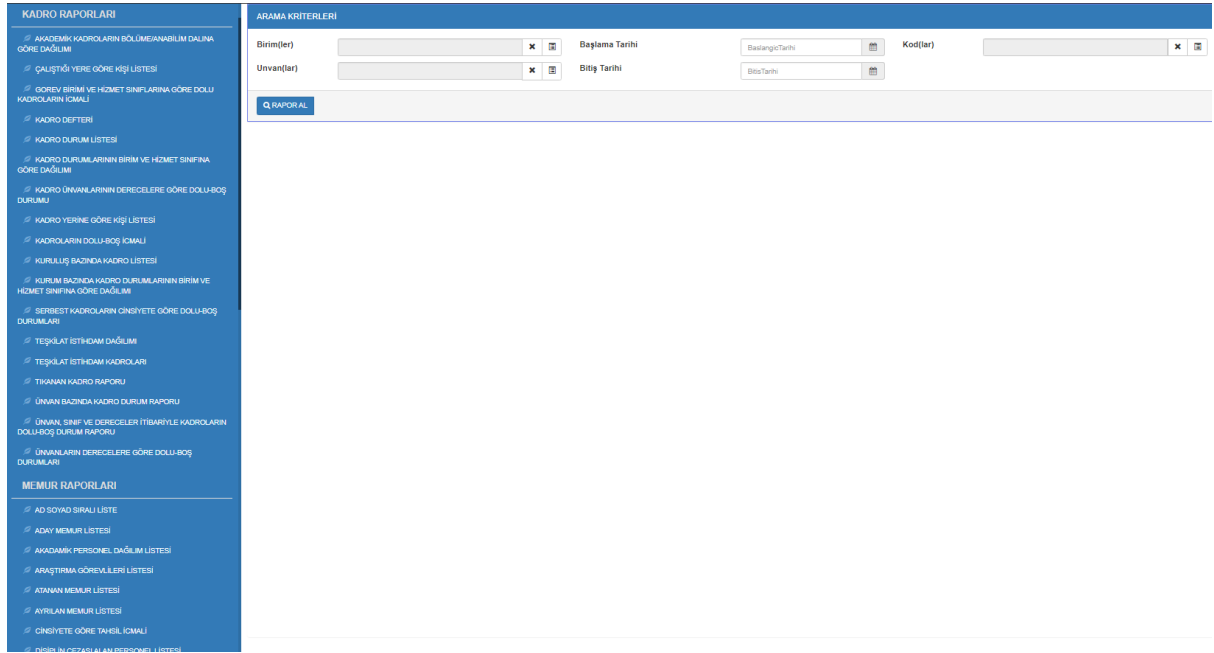 KADRO RAPORLARI
AKADEMİK KADROLARIN BÖLÜME/ANABİLİM DALINA
GÖRE DAĞILIMI
ÇALIŞTIĞI YERE GÖRE KİŞİ LİSTESİ
GOREV BİRİMİ VE HİZMET SINIFLARINA GÖRE DOLU
KADROLARIN İCMALİ
KADRO DEFTERİ
KADRO DURUM LİSTESİ
KADRO DURUMLARININ BİRİM VE HİZMET SINIFINA
GÖRE DAĞILIMI
KADRO ÜNVANLARININ DERECELERE GÖRE DOLU-BOŞ
DURUMU
KADRO YERİNE GÖRE KİŞİ LİSTESİ
KADROLARIN DOLU-BOŞ İCMALİ
KURULUŞ BAZINDA KADRO LİSTESİ
KURUM BAZINDA KADRO DURUMLARININ BİRİM VE
HİZMET SINIFINA GÖRE DAĞILIMI
SERBEST KADROLARIN CİNSİYETE GÖRE DOLU-BOŞ
DURUMLARI
TEŞKİLAT İSTİHDAM DAĞILIMI
TEŞKİLAT İSTİHDAM KADROLARI
TIKANAN KADRO RAPORU
ÜNVAN BAZINDA KADRO DURUM RAPORU
ÜNVAN, SINIF VE DERECELER İTİBARİYLE KADROLARIN
DOLU-BOŞ DURUM RAPORU
ÜNVANLARIN DERECELERE GÖRE DOLU-BOŞ
DURUMLARI
MEMUR RAPORLARI
AD SOYAD SIRALI LİSTE
ADAY MEMUR LİSTESİ
AKADAMİK PERSONEL DAĞILIM LİSTESİ
ARAŞTIRMA GÖREVLİLERİ LİSTESİ
ATANAN MEMUR LİSTESİ
AYRILAN MEMUR LİSTESİ
CİNSİYETE GÖRE TAHSİL İCMALİ
DİSİPLİN CEZASI ALAN PERSONEL LİSTESİ
ARAMA KRİTERLERİ
Birim(ler) Başlama Tarihi BaslangicTarihi Kod(lar)
Unvan(lar) Bitiş Tarihi BitisTarihi
RAPOR AL